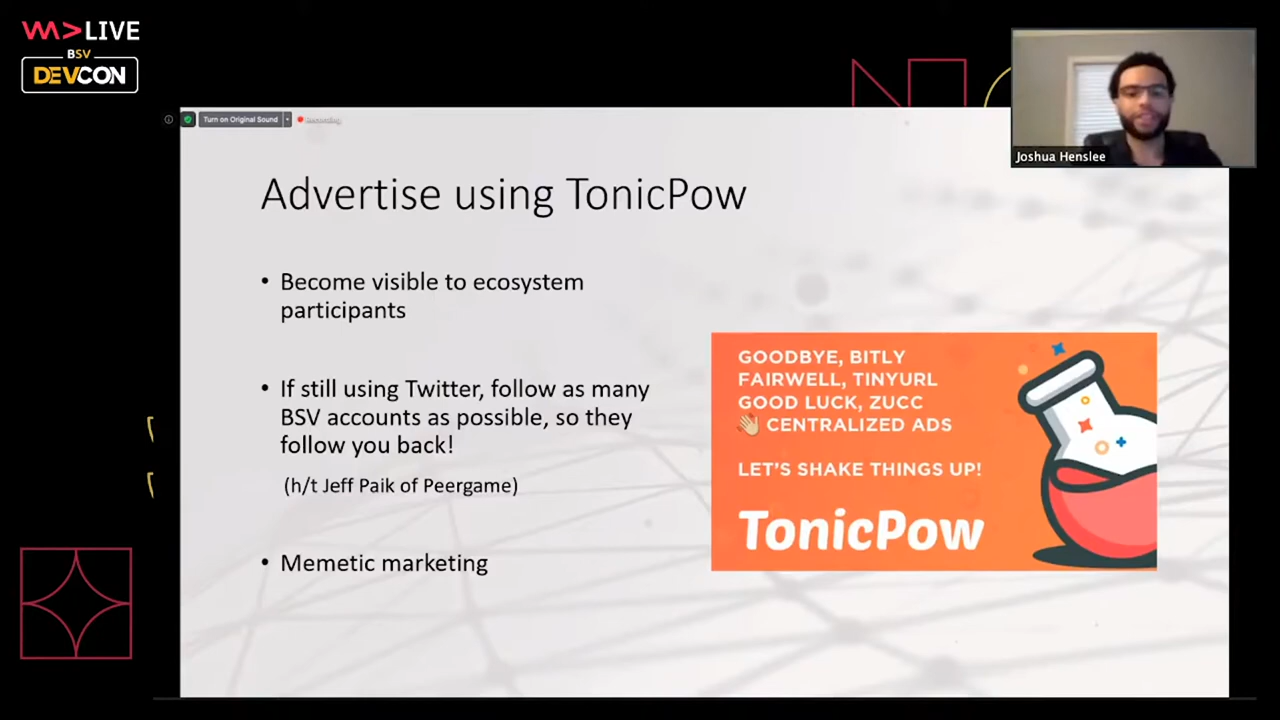 LIVE
BSV
DEVCON
Turn on Original Sound
Recording
Joshua Henslee
Advertise using TonicPow
• Become visible to ecosystem
participants
• If still using Twitter, follow as many
BSV accounts as possible, so they
follow you back!
(h/t Jeff Paik of Peergame)
• Memetic marketing
GOODBYE, BITLY
FAIRWELL, TINYURL
GOOD LUCK, ZUCC
👋 CENTRALIZED ADS
LET'S SHAKE THINGS UP!
TonicPow